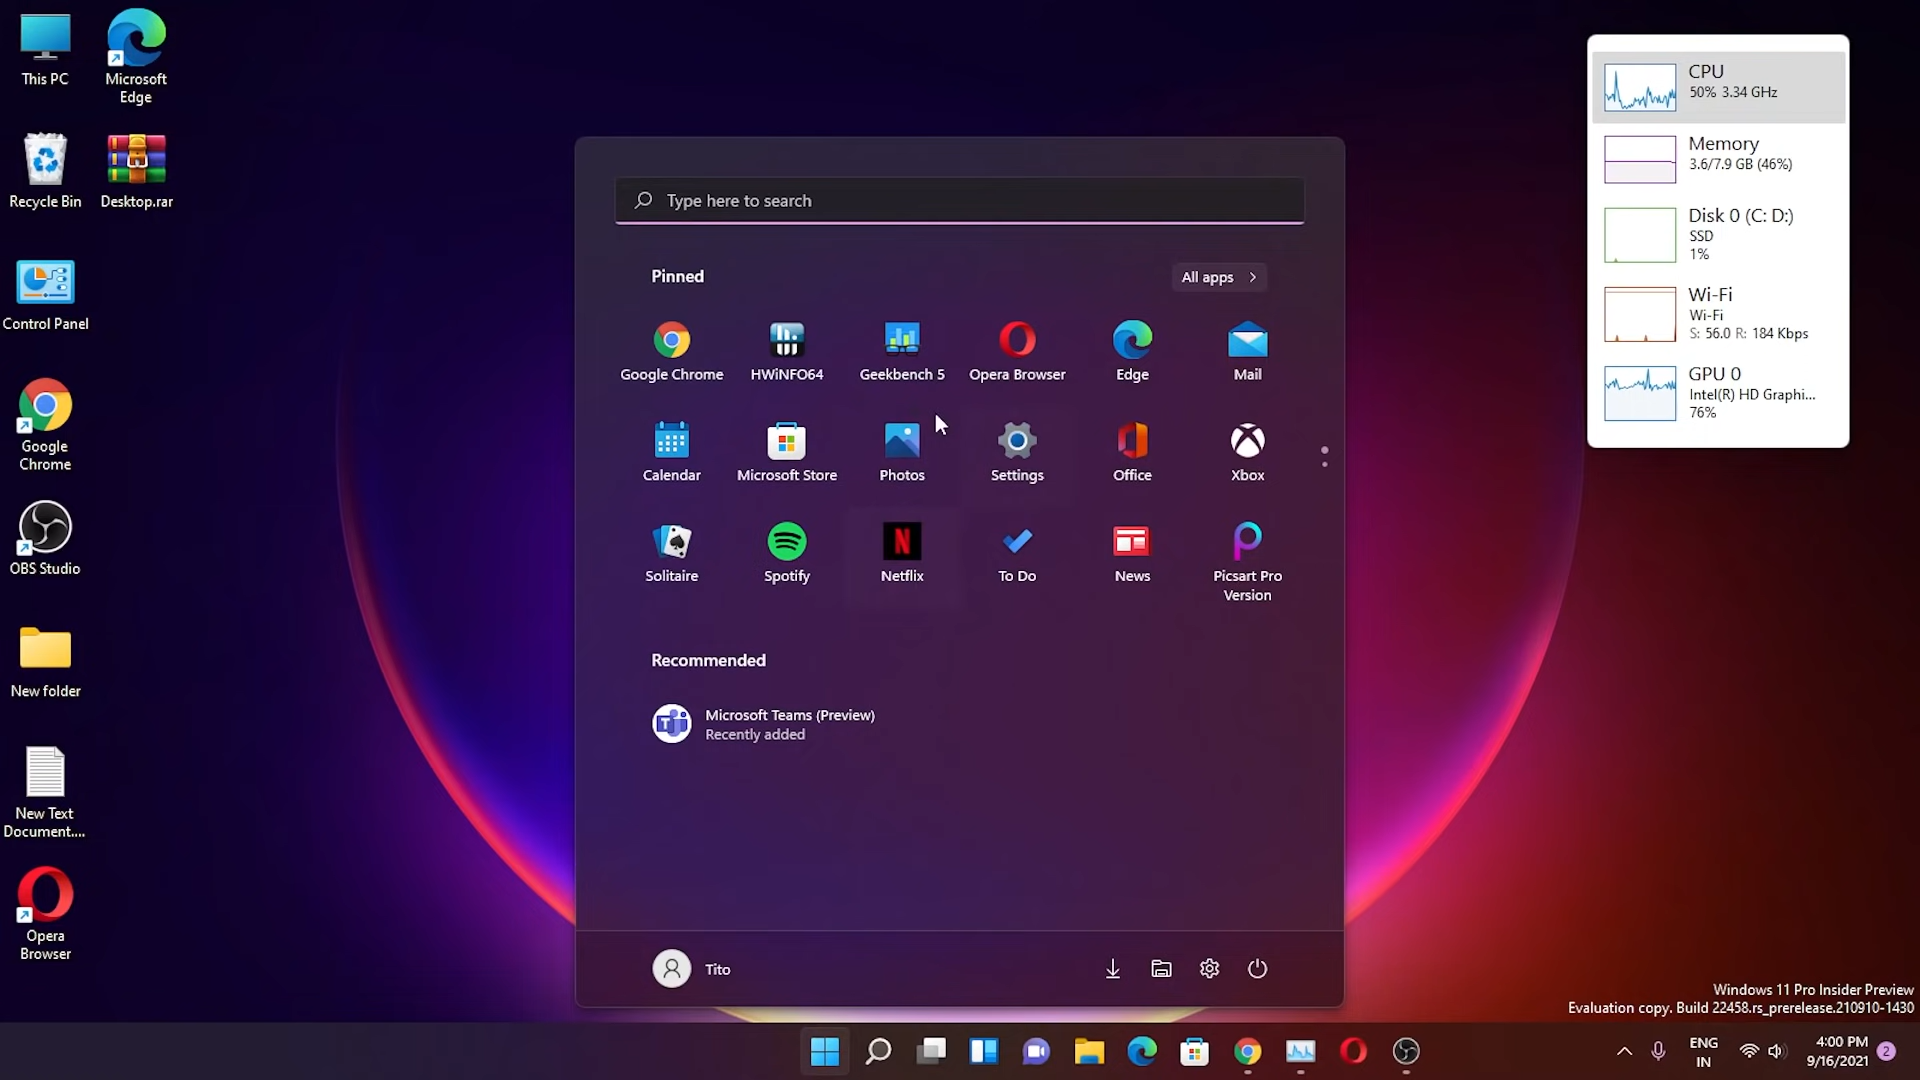 This PC
Microsoft
Edge
Recycle Bin
Desktop.rar
Control Panel
Google
Chrome
OBS Studio
New folder
New Text
Document....
Opera
Browser
Type here to search
Pinned
All apps
Google Chrome
HWiNFO64
Geekbench 5
Opera Browser
Edge
Mail
Calendar
Microsoft Store
Photos
Settings
Office
Xbox
Solitaire
Spotify
Netflix
To Do
News
Picsart Pro
Version
Recommended
Microsoft Teams (Preview)
Recently added
Tito
CPU
50% 3.34 GHz
Memory
3.6/7.9 GB (46%)
Disk 0 (C: D:)
SSD
1%
Wi-Fi
Wi-Fi
S: 56.0 R: 184 Kbps
GPU 0
Intel(R) HD Graphi...
76%
Windows 11 Pro Insider Preview
Evaluation copy. Build 22458.rs_prerelease.210910-1430
ENG
IN
4:00 PM
9/16/2021
2